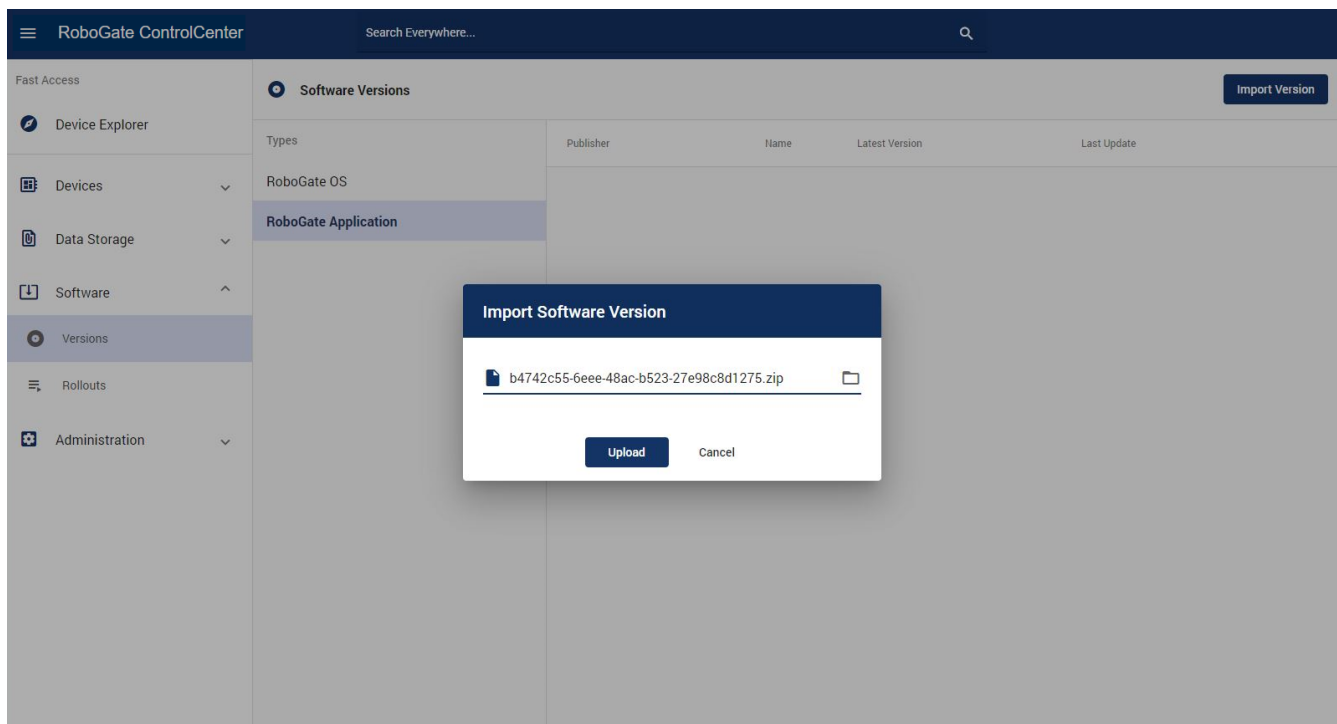 RoboGate ControlCenter
Search Everywhere...
Fast Access
Device Explorer
Devices
Data Storage
Software
Versions
Rollouts
Administration
Software Versions
Import Version
Types
RoboGate OS
RoboGate Application
Publisher Name Latest Version Last Update
Import Software Version
b4742c55-6eee-48ac-b523-27e98c8d1275.zip
Upload Cancel